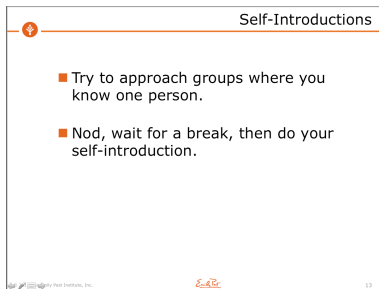 Self-Introductions
Try to approach groups where you
know one person.
Nod, wait for a break, then do your
self-introduction.
Post Institute, Inc.
Emily Post
13